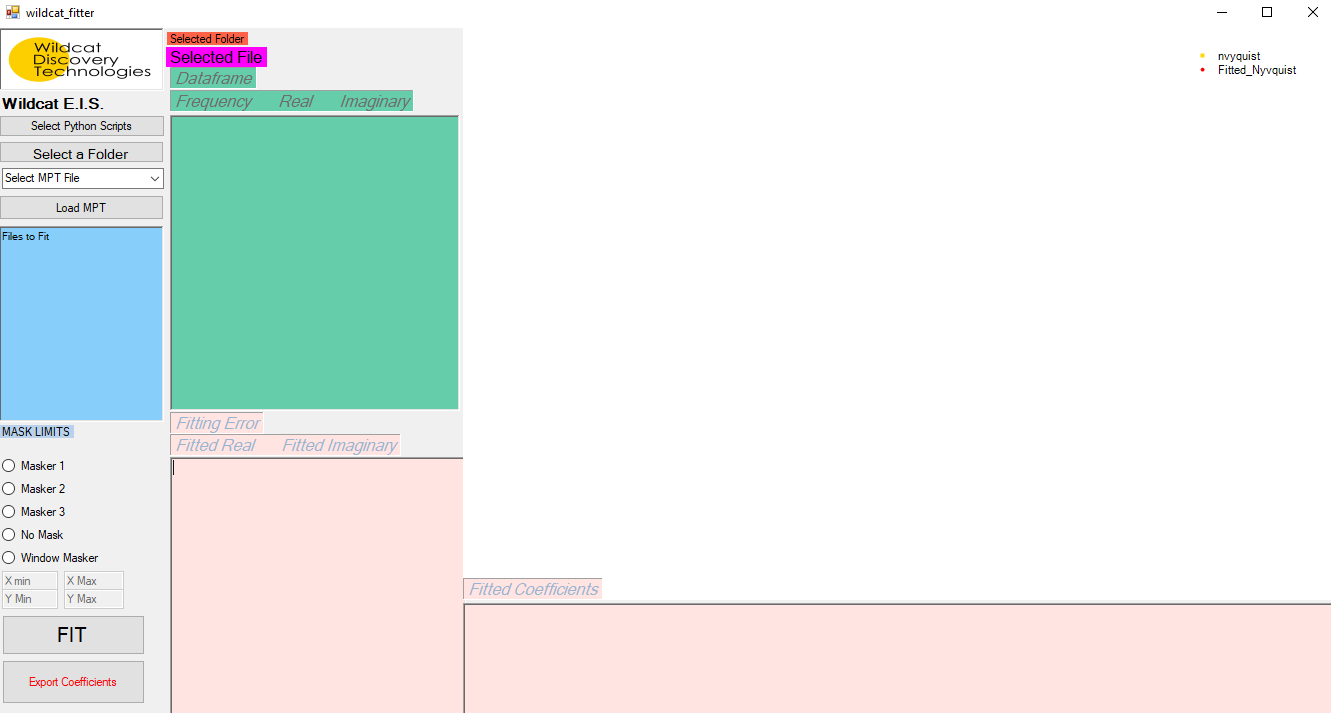 wildcat_fitter
Wildcat
Discovery
Technologies
Wildcat E.I.S.
Select Python Scripts
Select a Folder
Select MPT File
Load MPT
Files to Fit
MASK LIMITS
Masker 1
Masker 2
Masker 3
No Mask
Window Masker
X min X Max
Y Min Y Max
FIT
Export Coefficients
Selected Folder
Selected File
Dataframe
Frequency Real Imaginary
Fitting Error
Fitted Real Fitted Imaginary
nvyquist
Fitted_Nyvquist
Fitted Coefficients